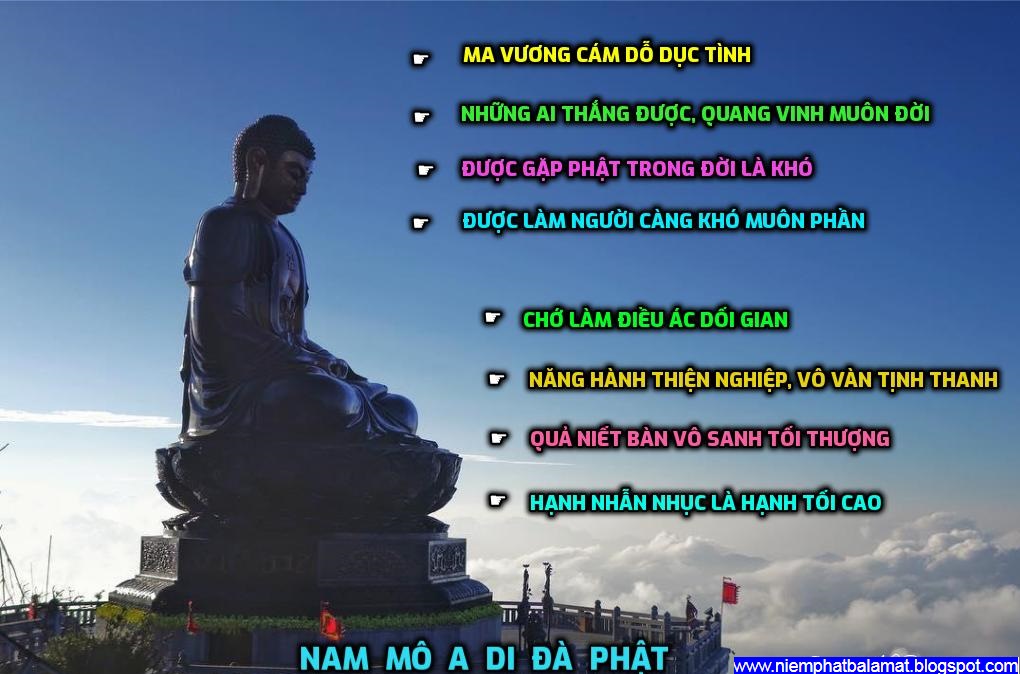 MA VƯƠNG CÁM DỖ DỤC TÌNH
NHỮNG AI THẮNG ĐƯỢC, QUANG VINH MUÔN ĐỜI
ĐƯỢC GẶP PHẬT TRONG ĐỜI LÀ KHÓ
ĐƯỢC LÀM NGƯỜI CÀNG KHÓ MUÔN PHẦN
CHỚ LÀM ĐIỀU ÁC DỐI GIAN
NĂNG HÀNH THIỆN NGHIỆP, VÔ VÀN TỊNH THANH
QUẢ NIẾT BÀN VÔ SANH TỐI THƯỢNG
HẠNH NHẪN NHỤC LÀ HẠNH TỐI CAO
NAM MÔ A DI ĐÀ PHẬT
www.niemphatbalamat.blogspot.com